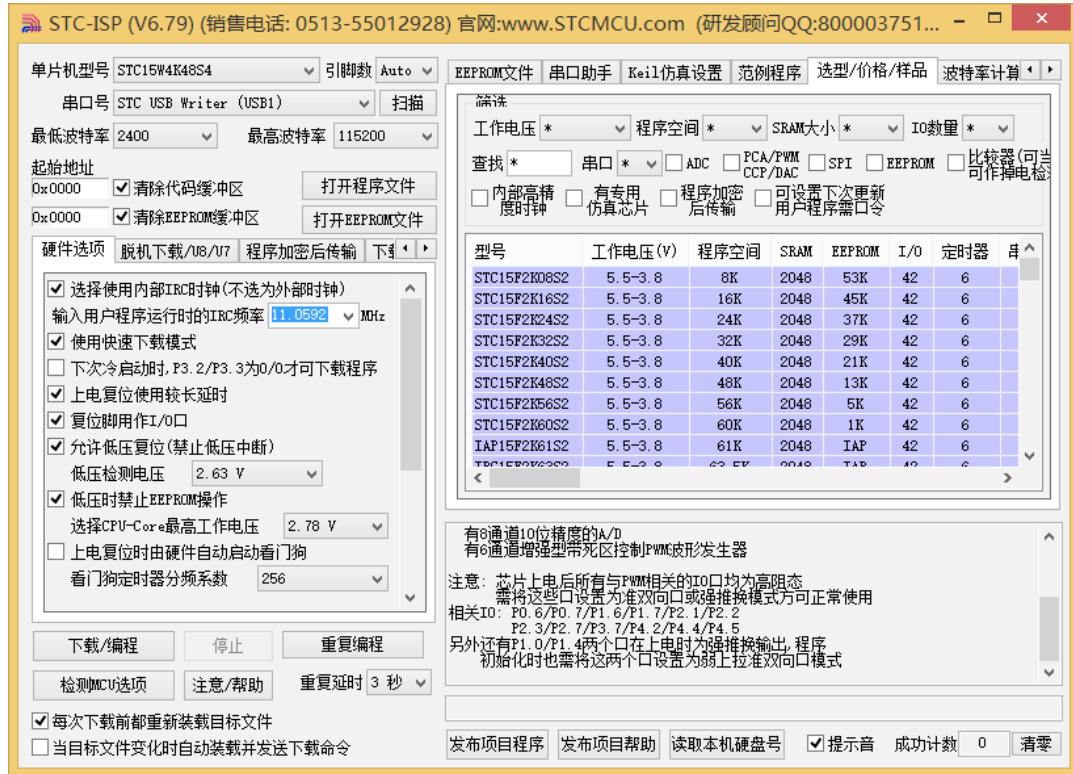 STC-ISP (V6.79) (销售电话: 0513-55012928) 官网:www.STCMCU.com (研发顾问QQ:800003751...
单片机型号 STC15W4K48S4 引脚数 Auto
串口号 STC USB Writer (USB1) 扫描
最低波特率 2400 最高波特率 115200
起始地址
0x0000 清除代码缓冲区 打开程序文件
0x0000 清除EEPROM缓冲区 打开EEPROM文件
硬件选项 脱机下载/U8/U7 程序加密后传输
选择使用内部IRC时钟(不选为外部时钟)
输入用户程序运行时的IRC频率 11.0592 MHz
使用快速下载模式
下次冷启动时,P3.2/P3.3为0/0才可下载程序
上电复位使用较长延时
复位脚用作I/O口
允许低压复位(禁止低压中断)
低压检测电压 2.63 V
低压时禁止EEPROM操作
选择CPU-Core最高工作电压 2.78 V
上电复位时由硬件自动启动看门狗
看门狗定时器分频系数 256
下载/编程 停止 重复编程
检测MCU选项 注意/帮助 重复延时 3 秒
每次下载前都重新装载目标文件
当目标文件变化时自动装载并发送下载命令
EEPROM文件 串口助手 Keil仿真设置 范例程序 选型/价格/样品 波特率计算
筛选
工作电压 * 程序空间 * SRAM大小 * IO数量 *
查找 * 串口 * ADC PCA/PWM SPI EEPROM 比较器(可当
CCP/DAC 可作掉电检
内部高精 有专用 程序加密 可设置下次更新
度时钟 仿真芯片 后传输 用户程序需口令
型号 工作电压(V) 程序空间 SRAM EEPROM I/O 定时器
STC15F2K08S2 5.5-3.8 8K 2048 53K 42 6
STC15F2K16S2 5.5-3.8 16K 2048 45K 42 6
STC15F2K24S2 5.5-3.8 24K 2048 37K 42 6
STC15F2K32S2 5.5-3.8 32K 2048 29K 42 6
STC15F2K40S2 5.5-3.8 40K 2048 21K 42 6
STC15F2K48S2 5.5-3.8 48K 2048 13K 42 6
STC15F2K56S2 5.5-3.8 56K 2048 5K 42 6
STC15F2K60S2 5.5-3.8 60K 2048 1K 42 6
IAP15F2K61S2 5.5-3.8 61K 2048 IAP 42 6
有8通道10位精度的A/D
有6通道增强型带死区控制PWM波形发生器
注意: 芯片上电后所有与PWM相关的IO口均为高阻态
需将这些口设置为准双向口或强推挽模式方可正常使用
相关IO: P0.6/P0.7/P1.6/P1.7/P2.1/P2.2
P2.3/P2.7/P3.7/P4.2/P4.4/P4.5
另外还有P1.0/P1.4两个口在上电时为强推挽输出,程序
初始化时也需将这两个口设置为弱上拉准双向口模式
发布项目程序 发布项目帮助 读取本机硬盘号 提示音 成功计数 0 清零